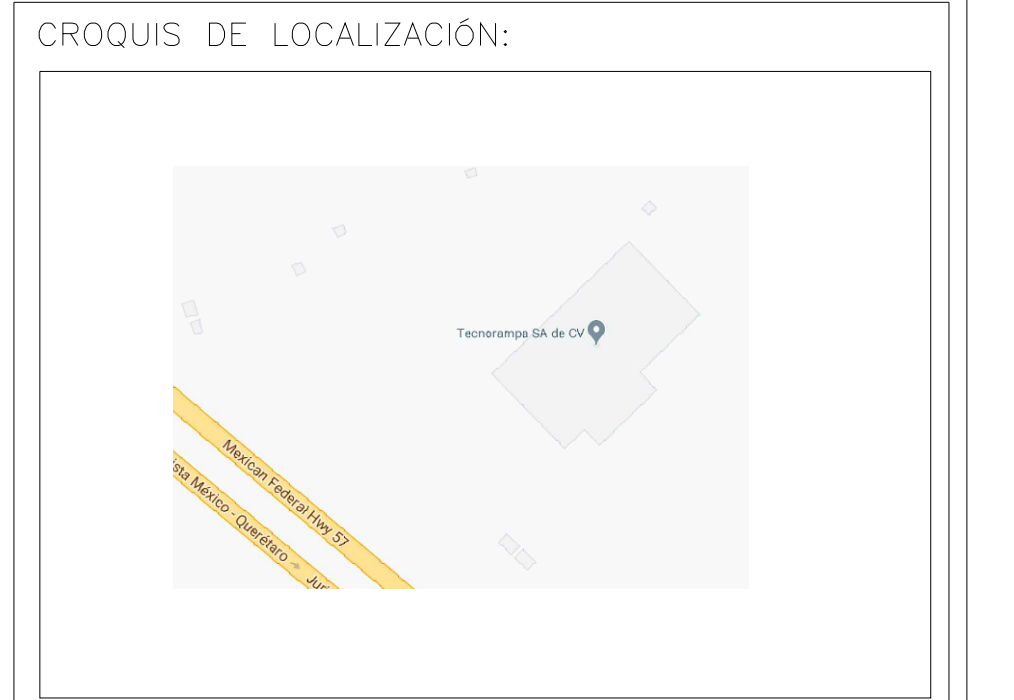 CROQUIS DE LOCALIZACIÓN:
Tecnorampa SA de CV
Mexican Federal Hwy 57
ista México - Querétaro